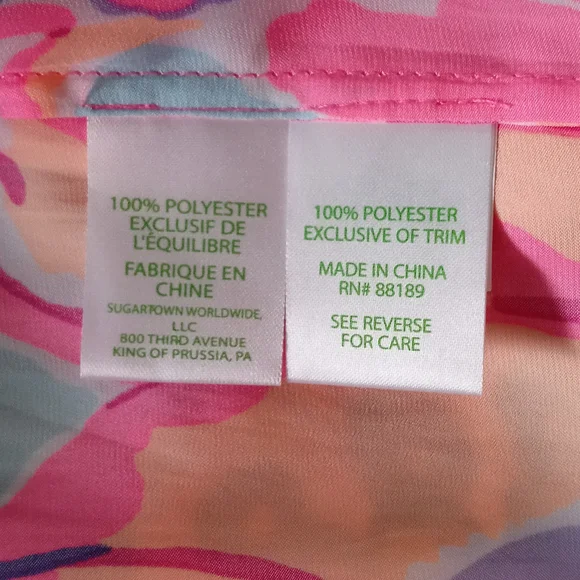 100% POLYESTER
EXCLUSIF DE
L'ÉQUILIBRE
FABRIQUE EN
CHINE
SUGARTOWN WORLDWIDE,
LLC
800 THIRD AVENUE
KING OF PRUSSIA, PA
100% POLYESTER
EXCLUSIVE OF TRIM
MADE IN CHINA
RN# 88189
SEE REVERSE
FOR CARE